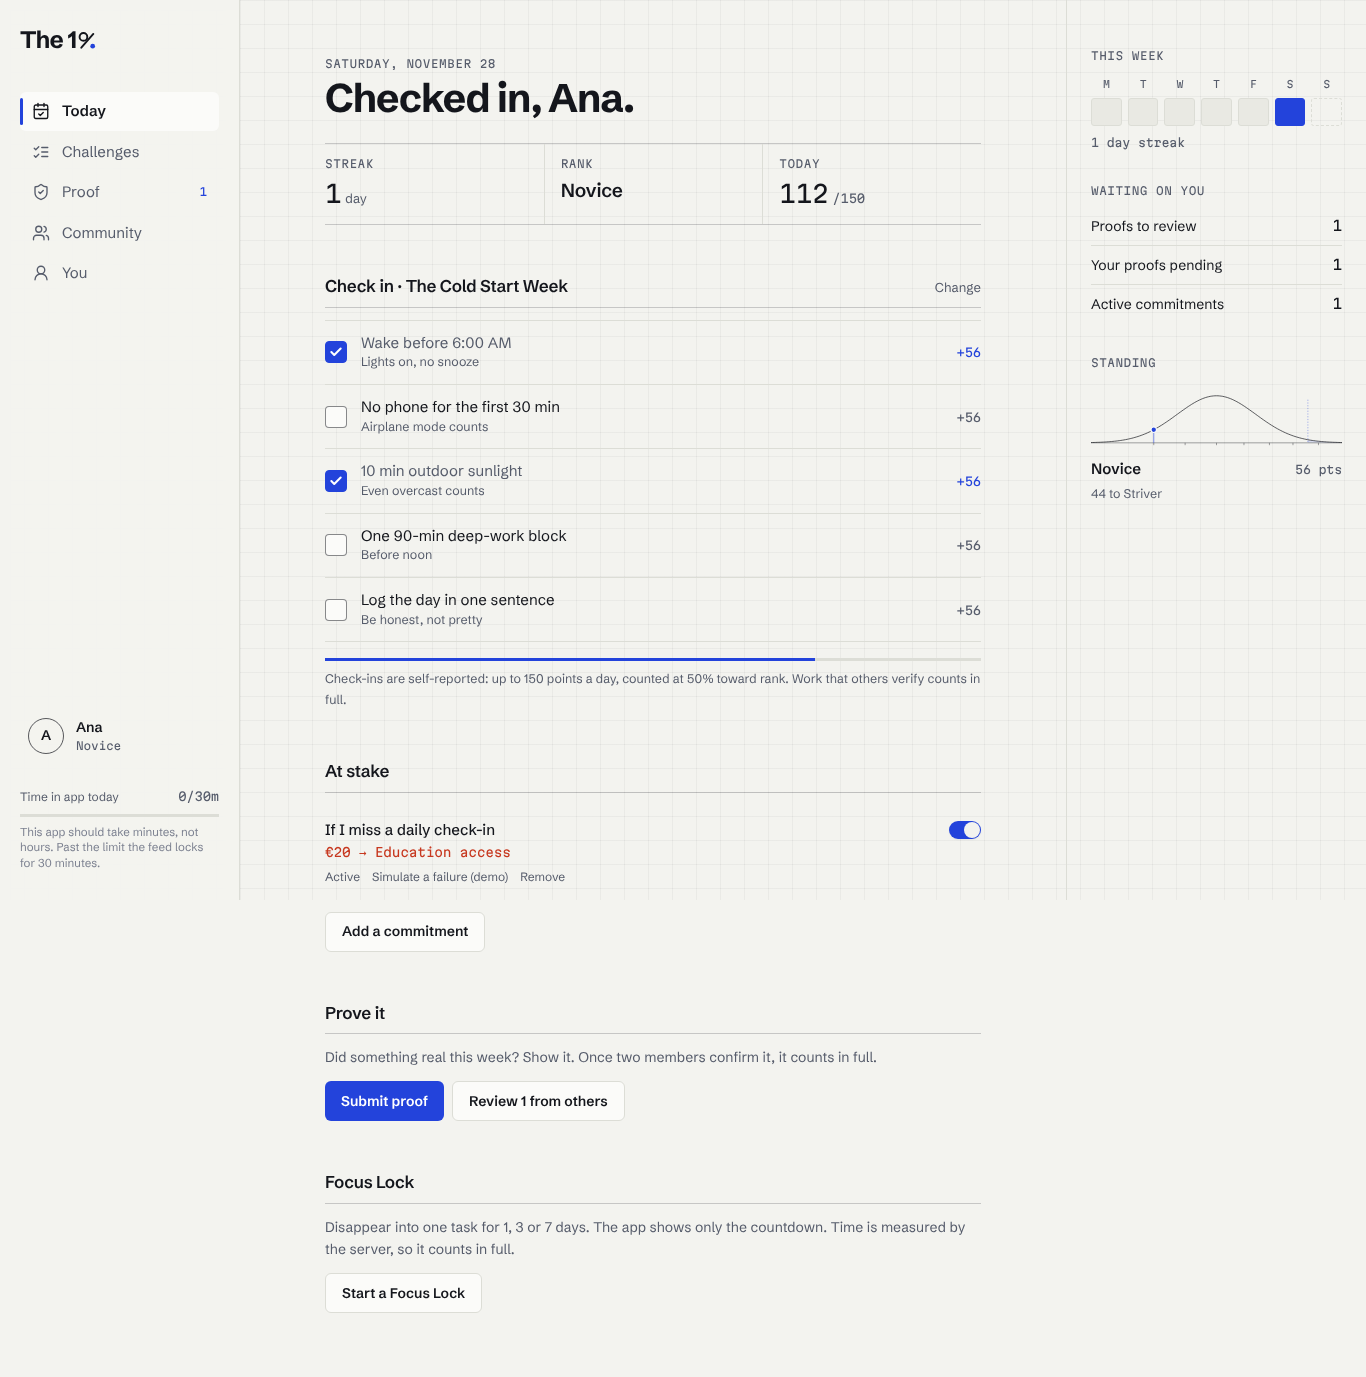 The 1%.
Today
Challenges
Proof 1
Community
You
Ana
Novice
A
Time in app today 0/30m
This app should take minutes, not
hours. Past the limit the feed locks
for 30 minutes.
SATURDAY, NOVEMBER 28
Checked in, Ana.
STREAK
1 day
RANK
Novice
TODAY
112 /150
Check in · The Cold Start Week Change
Wake before 6:00 AM
Lights on, no snooze
+56
No phone for the first 30 min
Airplane mode counts
+56
10 min outdoor sunlight
Even overcast counts
+56
One 90-min deep-work block
Before noon
+56
Log the day in one sentence
Be honest, not pretty
+56
Check-ins are self-reported: up to 150 points a day, counted at 50% toward rank. Work that others verify counts in
full.
At stake
If I miss a daily check-in
€20 → Education access
Active Simulate a failure (demo) Remove
Add a commitment
Prove it
Did something real this week? Show it. Once two members confirm it, it counts in full.
Submit proof Review 1 from others
Focus Lock
Disappear into one task for 1, 3 or 7 days. The app shows only the countdown. Time is measured by
the server, so it counts in full.
Start a Focus Lock
THIS WEEK
M T W T F S S
1 day streak
WAITING ON YOU
Proofs to review 1
Your proofs pending 1
Active commitments 1
STANDING
Novice 56 pts
44 to Striver